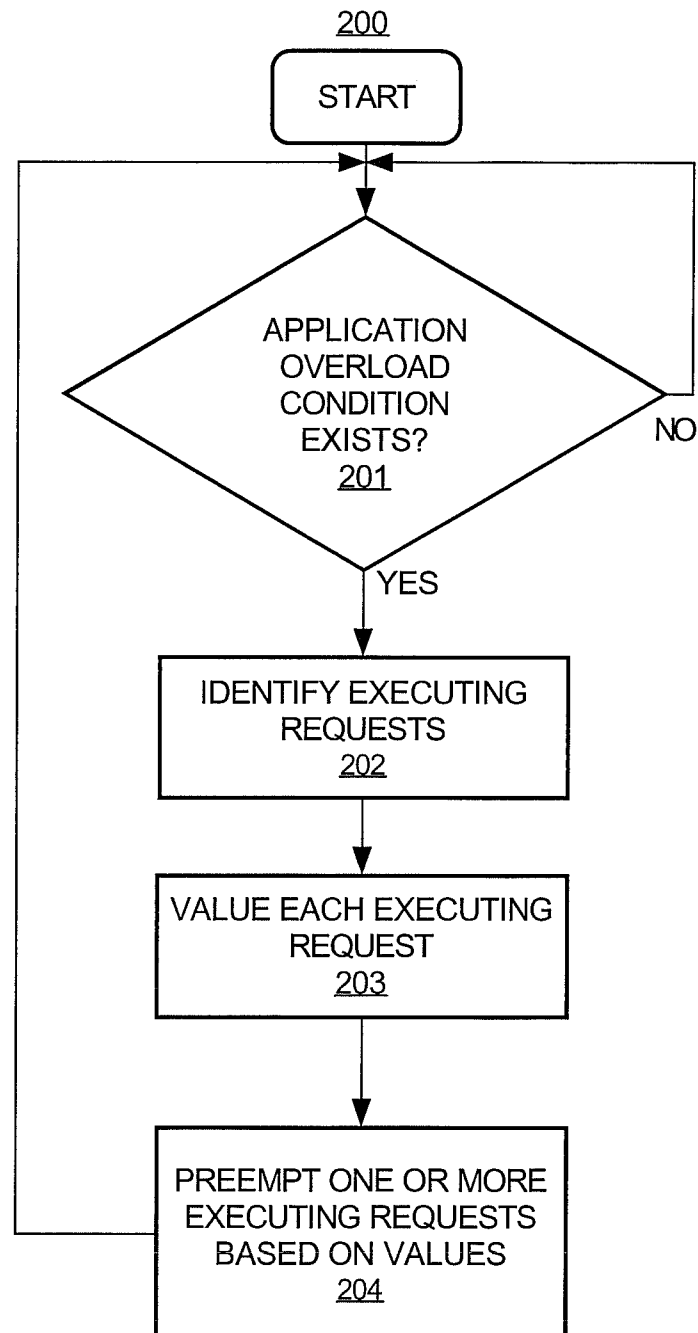 200
START
APPLICATION
OVERLOAD
CONDITION
EXISTS?
201
NO
YES
IDENTIFY EXECUTING
REQUESTS
202
VALUE EACH EXECUTING
REQUEST
203
PREEMPT ONE OR MORE
EXECUTING REQUESTS
BASED ON VALUES
204